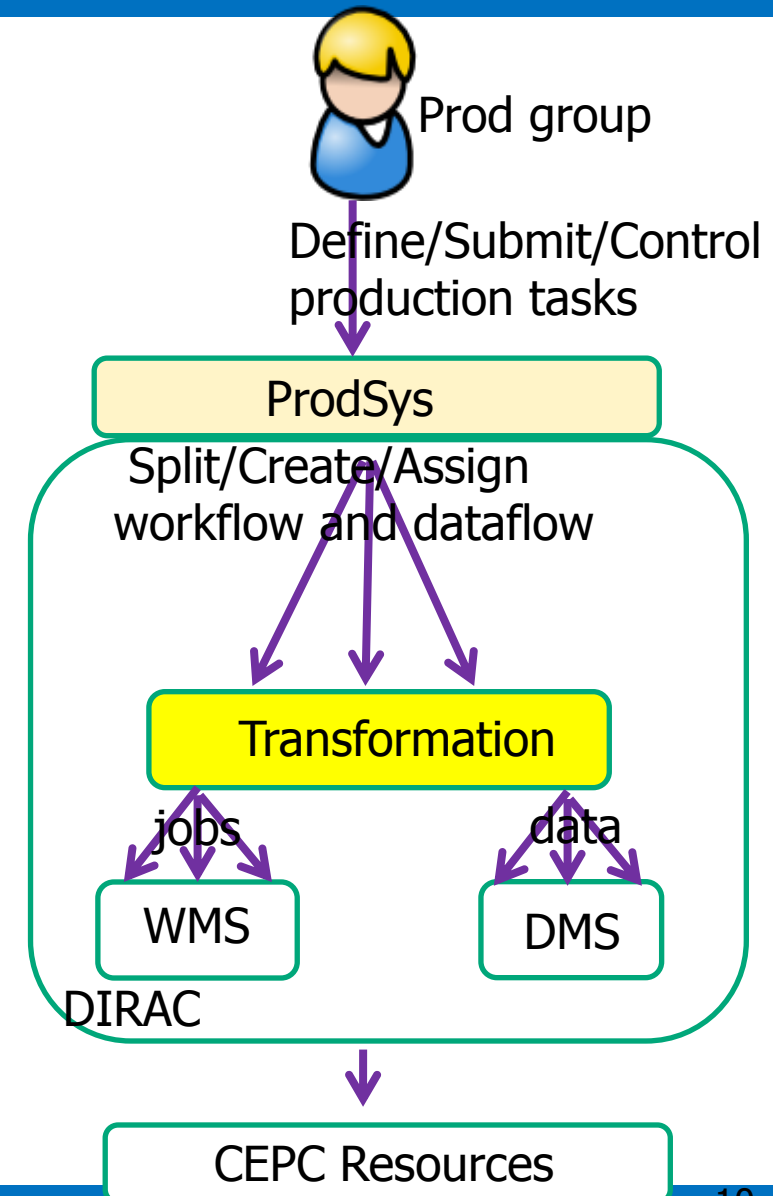 Prod group
Define/Submit/Control
production tasks
ProdSys
Split/Create/Assign
workflow and dataflow
Transformation
jobs
data
WMS
DMS
DIRAC
CEPC Resources